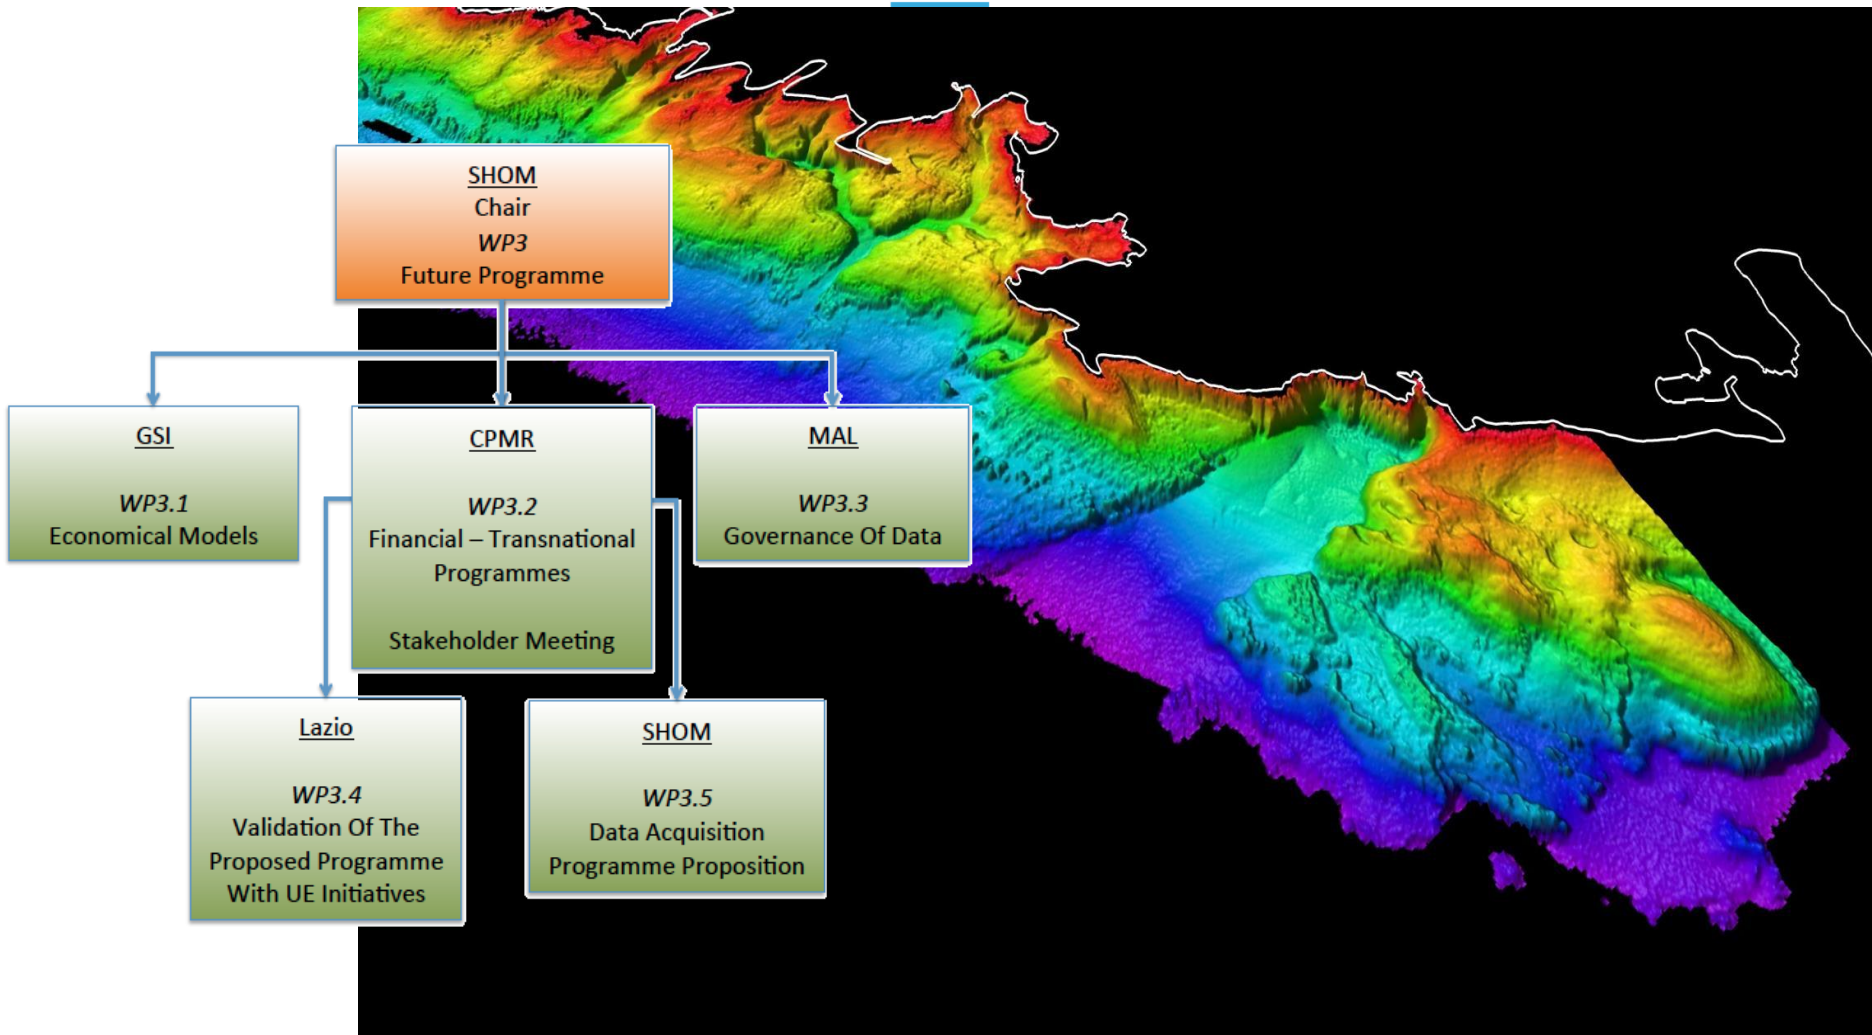 SHOM
Chair
WP3
Future Programme
GSI
WP3.1
Economical Models
CPMR
WP3.2
Financial – Transnational
Programmes
Stakeholder Meeting
MAL
WP3.3
Governance Of Data
Lazio
WP3.4
Validation Of The
Proposed Programme
With UE Initiatives
SHOM
WP3.5
Data Acquisition
Programme Proposition